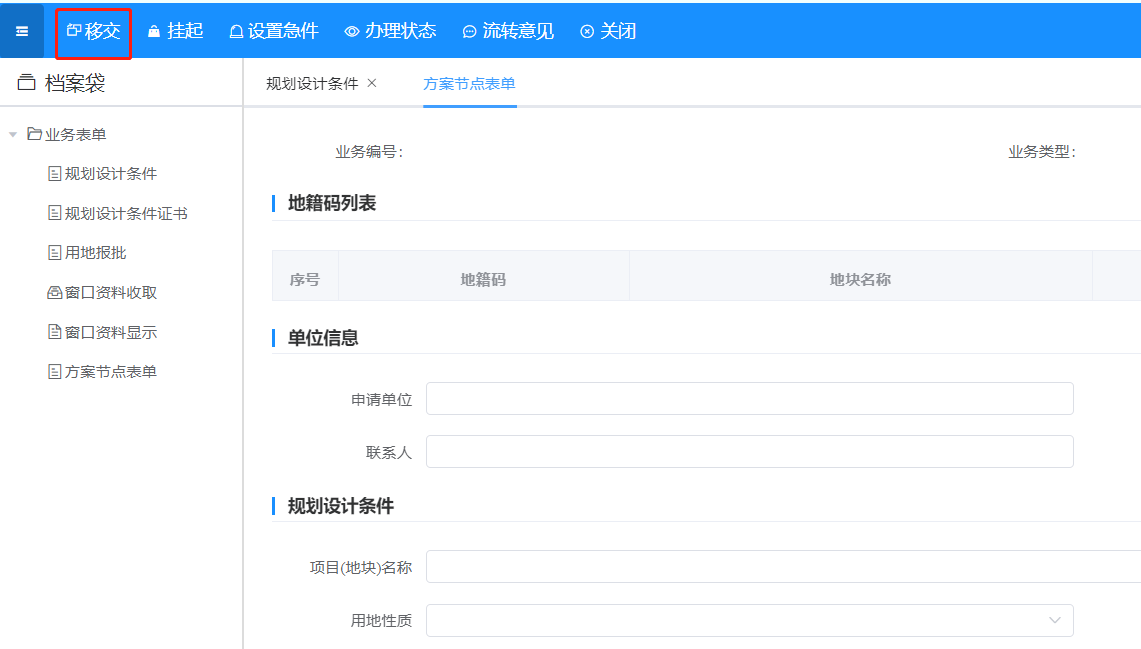 移交 挂起 设置急件 办理状态 流转意见 关闭
档案袋
规划设计条件 × 方案节点表单
业务表单
规划设计条件
规划设计条件证书
用地报批
窗口资料收取
窗口资料显示
方案节点表单
业务编号: 业务类型:
地籍码列表
序号 地籍码 地块名称
单位信息
申请单位
联系人
规划设计条件
项目(地块)名称
用地性质